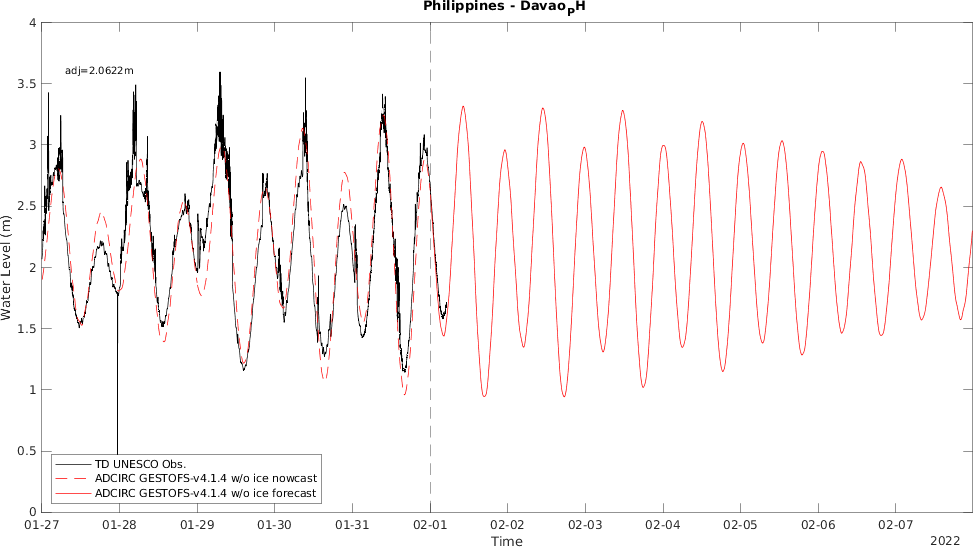 Philippines - DavaoPH
adj=2.0622m
Water Level (m)
4
3.5
3
2.5
2
1.5
1
0.5
0
TD UNESCO Obs.
ADCIRC GESTOFS-v4.1.4 w/o ice nowcast
ADCIRC GESTOFS-v4.1.4 w/o ice forecast
01-27 01-28 01-29 01-30 01-31 02-01 02-02 02-03 02-04 02-05 02-06 02-07
Time
2022